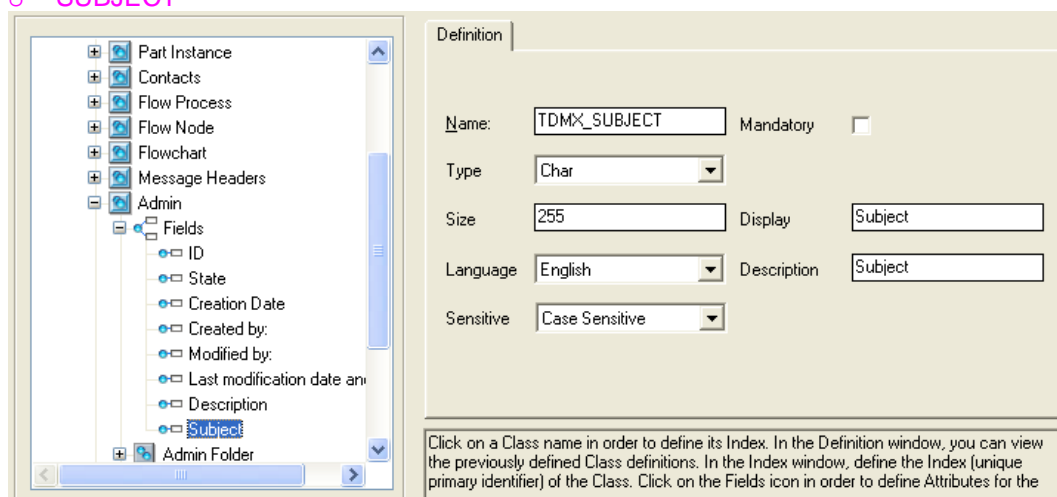 o SUBJECT
Part Instance
Contacts
Flow Process
Flow Node
Flowchart
Message Headers
Admin
Fields
ID
State
Creation Date
Created by:
Modified by:
Last modification date an
Description
Subject
Admin Folder
Definition
Name: TDMX_SUBJECT Mandatory
Type Char
Size 255 Display Subject
Language English Description Subject
Sensitive Case Sensitive
Click on a Class name in order to define its Index. In the Definition window, you can view
the previously defined Class definitions. In the Index window, define the Index (unique
primary identifier) of the Class. Click on the Fields icon in order to define Attributes for the